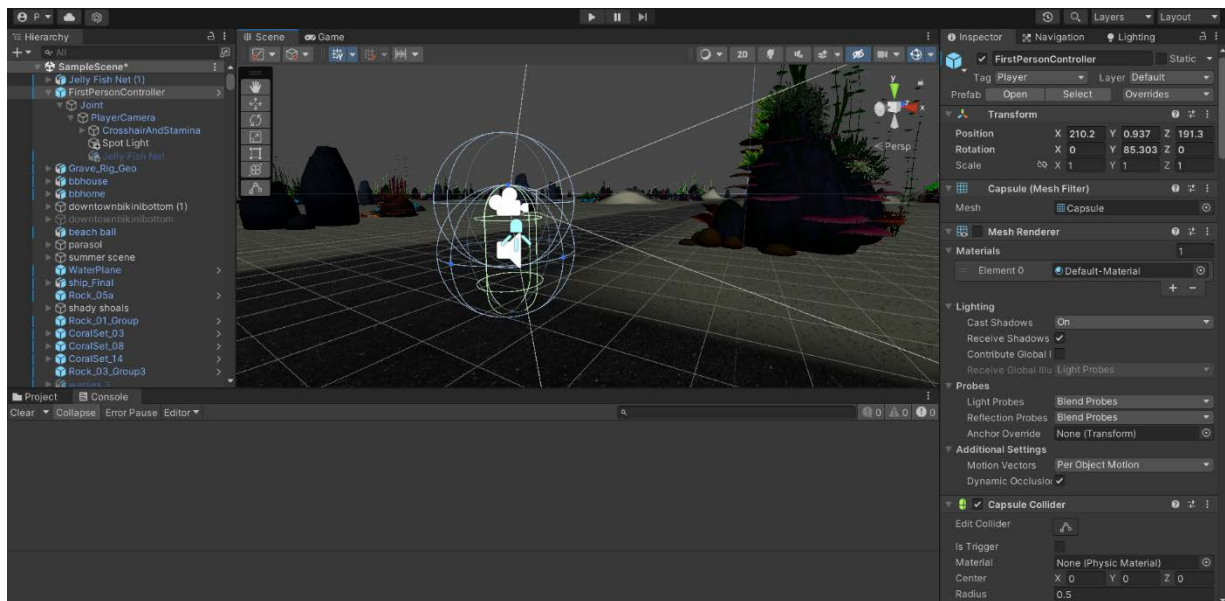 P
Layers Layout
Hierarchy
All
SampleScene*
Jelly Fish Net (1)
FirstPersonController
Joint
PlayerCamera
CrosshairAndStamina
Spot Light
Jelly Fish Net
Grave_Rig_Geo
bbhouse
bbhome
downtownbikinibottom (1)
downtownbikinibottom
beach ball
parasol
summer scene
WaterPlane
ship_Final
Rock_05a
shady shoals
Rock_01_Group
CoralSet_03
CoralSet_08
CoralSet_14
Rock_03_Group3
Scene Game
2D
y
x
Persp
Project Console
Clear Collapse Error Pause Editor
0 0 0
Inspector Navigation Lighting
FirstPersonController Static
Tag Player Layer Default
Prefab Open Select Overrides
Transform
Position X 210.2 Y 0.937 Z 191.3
Rotation X 0 Y 85.303 Z 0
Scale X 1 Y 1 Z 1
Capsule (Mesh Filter)
Mesh Capsule
Mesh Renderer
Materials 1
Element 0 Default-Material
+ -
Lighting
Cast Shadows On
Receive Shadows
Contribute Global I
Receive Global Illu Light Probes
Probes
Light Probes Blend Probes
Reflection Probes Blend Probes
Anchor Override None (Transform)
Additional Settings
Motion Vectors Per Object Motion
Dynamic Occlusion
Capsule Collider
Edit Collider
Is Trigger
Material None (Physic Material)
Center X 0 Y 0 Z 0
Radius 0.5